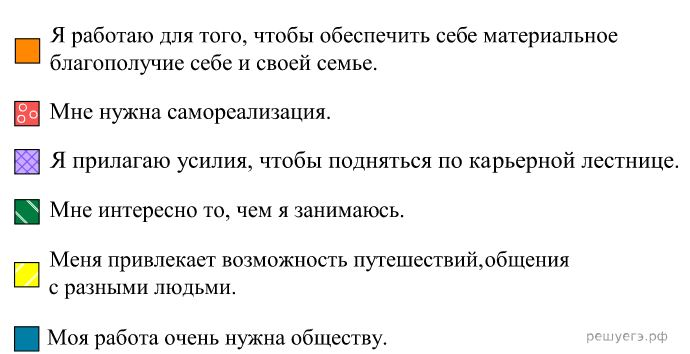 Я работаю для того, чтобы обеспечить себе материальное
благополучие себе и своей семье.
Мне нужна самореализация.
Я прилагаю усилия, чтобы подняться по карьерной лестнице.
Мне интересно то, чем я занимаюсь.
Меня привлекает возможность путешествий,общения
с разными людьми.
Моя работа очень нужна обществу.
решуегэ.рф